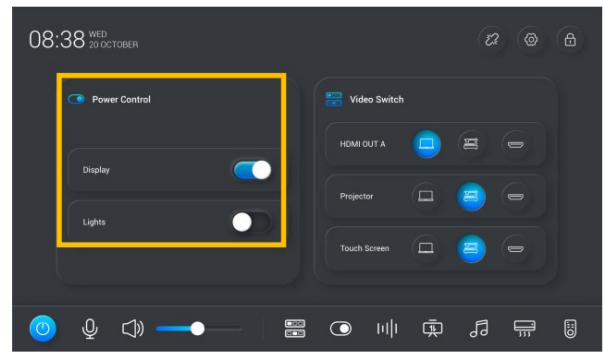 08:38 WED
20 OCTOBER
Power Control
Display
Lights
Video Switch
HDMI OUT A
Projector
Touch Screen